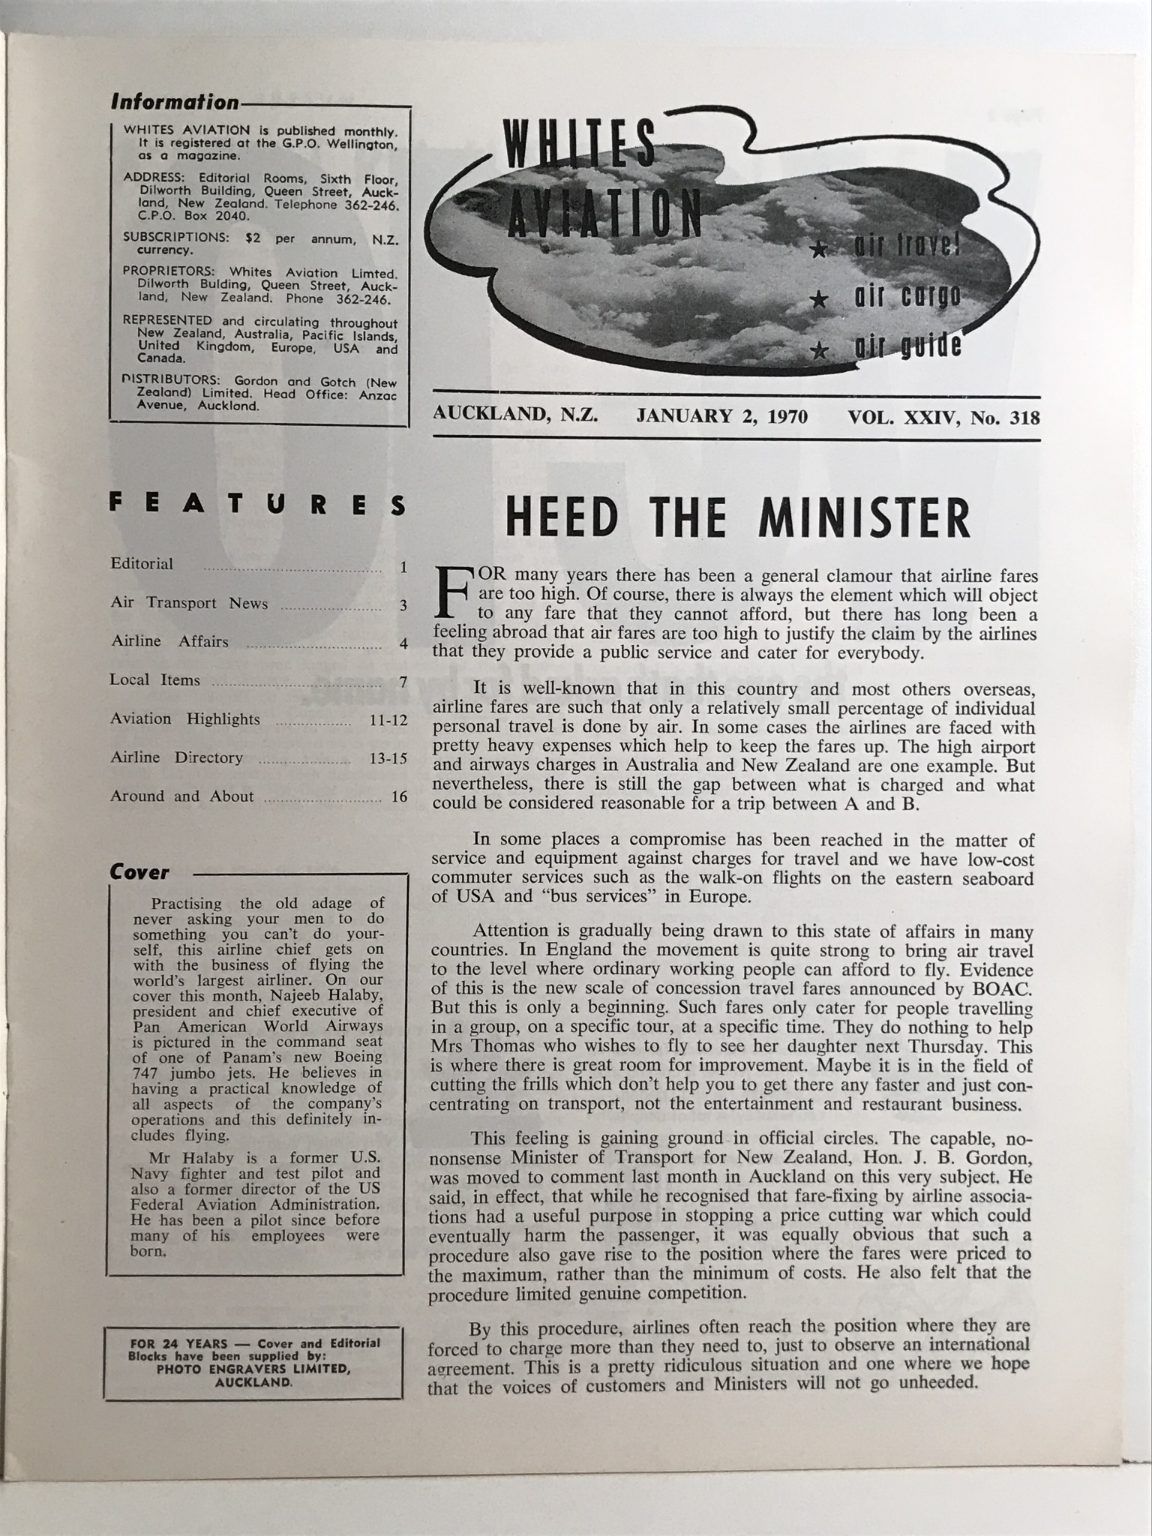 Information
WHITES AVIATION is published monthly.
It is registered at the G.P.O. Wellington,
as a magazine.
ADDRESS: Editorial Rooms, Sixth Floor,
Dilworth Building, Queen Street, Auck-
land, New Zealand. Telephone 362-246.
C.P.O. Box 2040.
SUBSCRIPTIONS: $2 per annum, N.Z.
currency.
PROPRIETORS: Whites Aviation Limted.
Dilworth Bulding, Queen Street, Auck-
land, New Zealand. Phone 362-246.
REPRESENTED and circulating throughout
New Zealand, Australia, Pacific Islands,
United Kingdom, Europe, USA and
Canada.
DISTRIBUTORS: Gordon and Gotch (New
Zealand) Limited. Head Office: Anzac
Avenue, Auckland.
WHITES
AVIATION
★ air travel
★ air cargo
★ air guide
AUCKLAND, N.Z. JANUARY 2, 1970 VOL. XXIV, No. 318
FEATURES
Editorial 1
Air Transport News 3
Airline Affairs 4
Local Items 7
Aviation Highlights 11-12
Airline Directory 13-15
Around and About 16
Cover
Practising the old adage of
never asking your men to do
something you can't do your-
self, this airline chief gets on
with the business of flying the
world's largest airliner. On our
cover this month, Najeeb Halaby,
president and chief executive of
Pan American World Airways
is pictured in the command seat
of one of Panam's new Boeing
747 jumbo jets. He believes in
having a practical knowledge of
all aspects of the company's
operations and this definitely in-
cludes flying.
Mr Halaby is a former U.S.
Navy fighter and test pilot and
also a former director of the US
Federal Aviation Administration.
He has been a pilot since before
many of his employees were
born.
FOR 24 YEARS — Cover and Editorial
Blocks have been supplied by:
PHOTO ENGRAVERS LIMITED,
AUCKLAND.
HEED THE MINISTER
FOR many years there has been a general clamour that airline fares
are too high. Of course, there is always the element which will object
to any fare that they cannot afford, but there has long been a
feeling abroad that air fares are too high to justify the claim by the airlines
that they provide a public service and cater for everybody.
It is well-known that in this country and most others overseas,
airline fares are such that only a relatively small percentage of individual
personal travel is done by air. In some cases the airlines are faced with
pretty heavy expenses which help to keep the fares up. The high airport
and airways charges in Australia and New Zealand are one example. But
nevertheless, there is still the gap between what is charged and what
could be considered reasonable for a trip between A and B.
In some places a compromise has been reached in the matter of
service and equipment against charges for travel and we have low-cost
commuter services such as the walk-on flights on the eastern seaboard
of USA and “bus services” in Europe.
Attention is gradually being drawn to this state of affairs in many
countries. In England the movement is quite strong to bring air travel
to the level where ordinary working people can afford to fly. Evidence
of this is the new scale of concession travel fares announced by BOAC.
But this is only a beginning. Such fares only cater for people travelling
in a group, on a specific tour, at a specific time. They do nothing to help
Mrs Thomas who wishes to fly to see her daughter next Thursday. This
is where there is great room for improvement. Maybe it is in the field of
cutting the frills which don't help you to get there any faster and just con-
centrating on transport, not the entertainment and restaurant business.
This feeling is gaining ground in official circles. The capable, no-
nonsense Minister of Transport for New Zealand, Hon. J. B. Gordon,
was moved to comment last month in Auckland on this very subject. He
said, in effect, that while he recognised that fare-fixing by airline associa-
tions had a useful purpose in stopping a price cutting war which could
eventually harm the passenger, it was equally obvious that such a
procedure also gave rise to the position where the fares were priced to
the maximum, rather than the minimum of costs. He also felt that the
procedure limited genuine competition.
By this procedure, airlines often reach the position where they are
forced to charge more than they need to, just to observe an international
agreement. This is a pretty ridiculous situation and one where we hope
that the voices of customers and Ministers will not go unheeded.